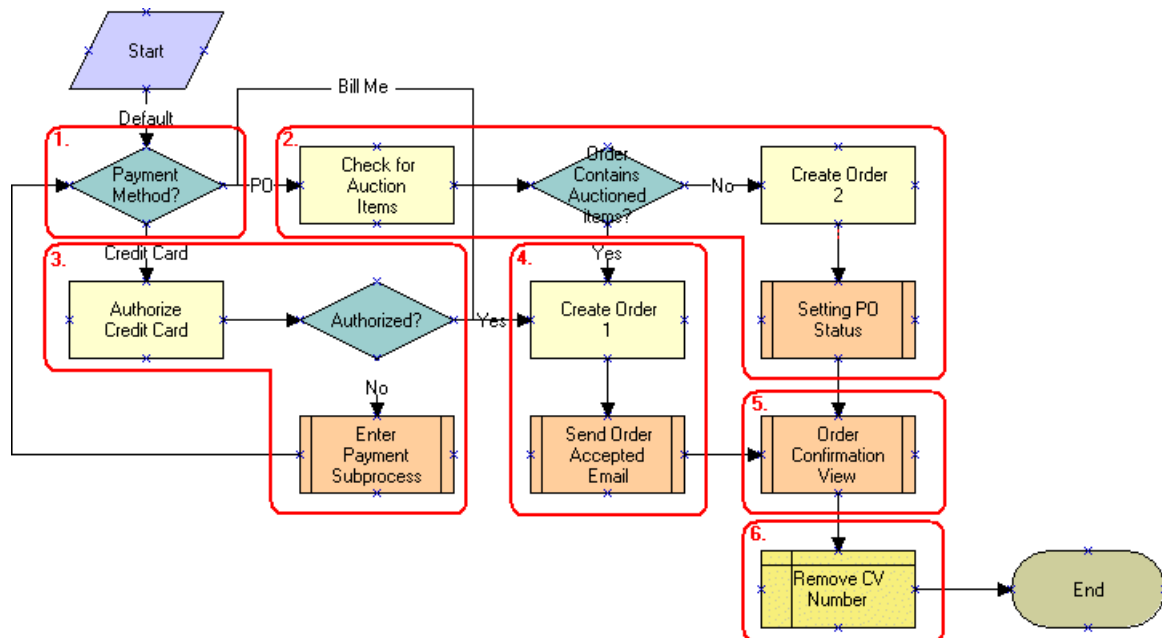 Start
Bill Me
Default
1.
2.
Payment
Method?
PO
Check for
Auction
Items
Order
Contains
Auctioned
items?
No
Create Order
2
Credit Card
Yes
3.
4.
Authorize
Credit Card
Authorized?
Yes
Create Order
1
Setting PO
Status
No
5.
Enter
Payment
Subprocess
Send Order
Accepted
Email
Order
Confirmation
View
6.
Remove CV
Number
End